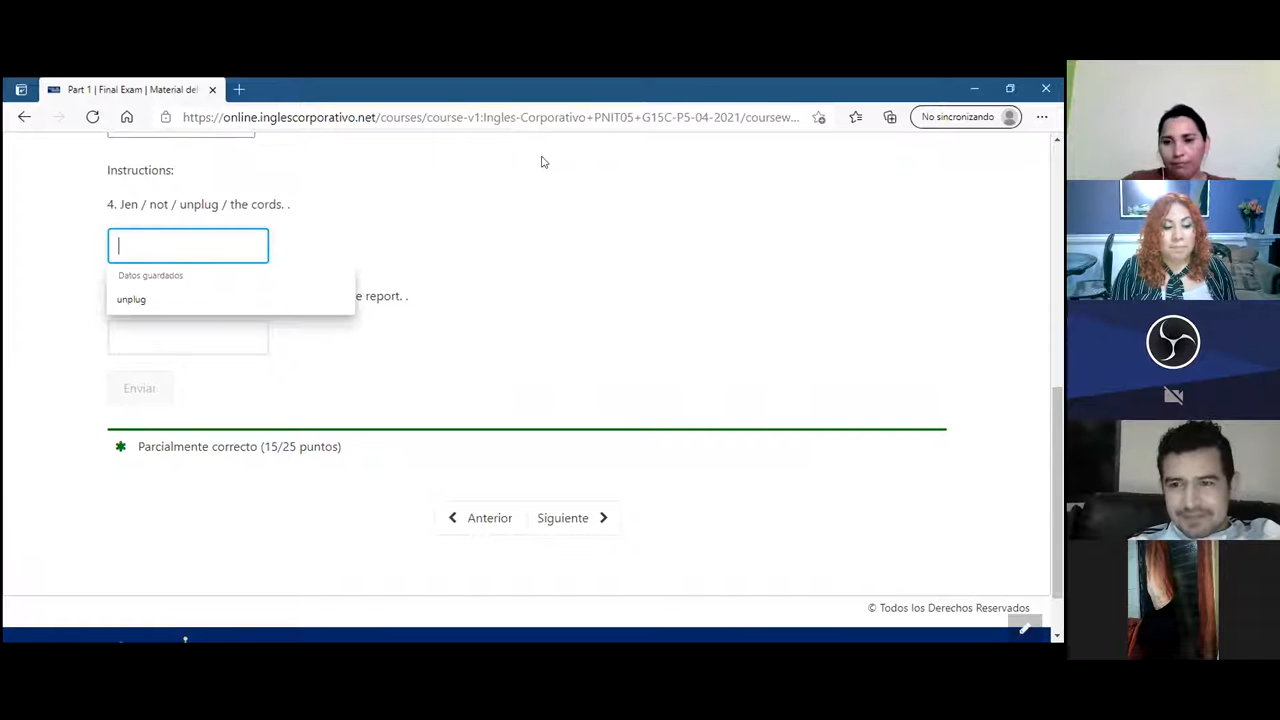 Part 1 | Final Exam | Material del
https://online.inglescorporativo.net/courses/course-v1:Ingles-Corporativo+PNIT05+G15C-P5-04-2021/coursew...
No sincronizando
Instructions:
4. Jen / not / unplug / the cords. .
Datos guardados
unplug
e report. .
Enviar
Parcialmente correcto (15/25 puntos)
Anterior
Siguiente
© Todos los Derechos Reservados